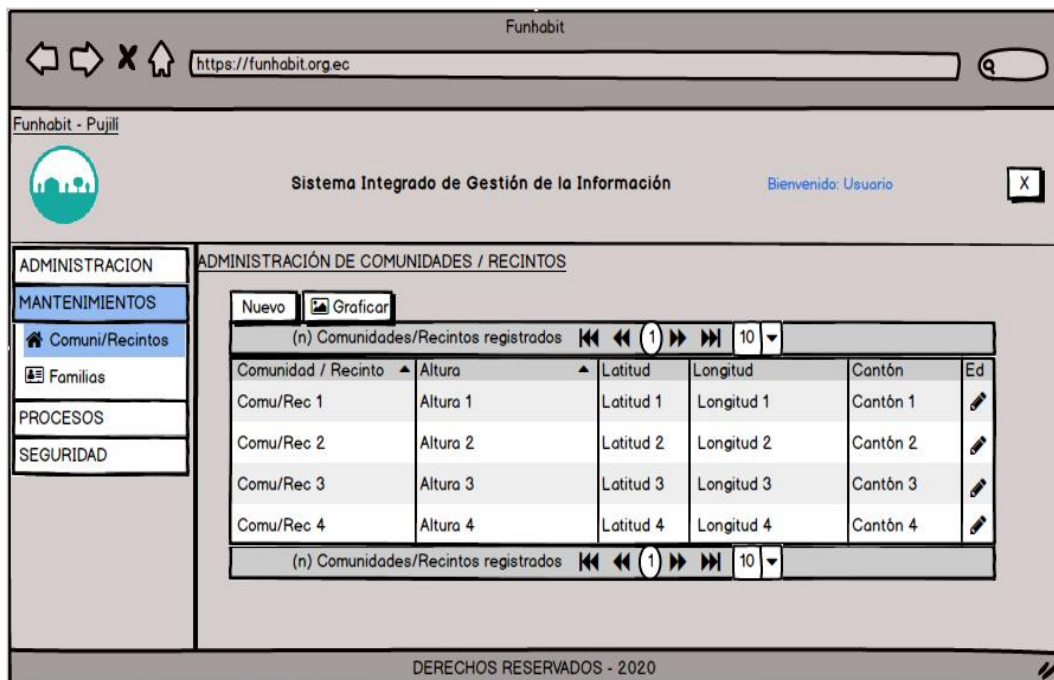 Funhabit
https://funhabit.org.ec
Funhabit - Pujilí
Sistema Integrado de Gestión de la Información
Bienvenido: Usuario
X
ADMINISTRACION
MANTENIMIENTOS
Comuni/Recintos
Familias
PROCESOS
SEGURIDAD
ADMINISTRACIÓN DE COMUNIDADES / RECINTOS
Nuevo Graficar
(n) Comunidades/Recintos registrados 1 10
Comunidad / Recinto Altura Latitud Longitud Cantón Ed
Comu/Rec 1 Altura 1 Latitud 1 Longitud 1 Cantón 1
Comu/Rec 2 Altura 2 Latitud 2 Longitud 2 Cantón 2
Comu/Rec 3 Altura 3 Latitud 3 Longitud 3 Cantón 3
Comu/Rec 4 Altura 4 Latitud 4 Longitud 4 Cantón 4
(n) Comunidades/Recintos registrados 1 10
DERECHOS RESERVADOS - 2020